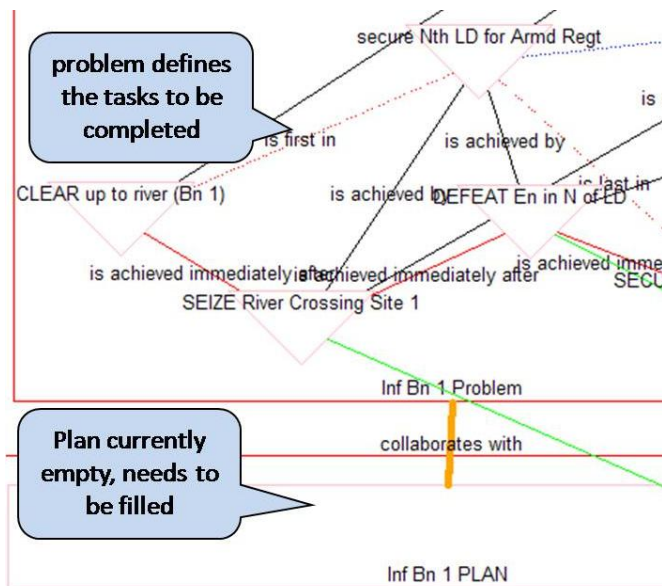 secure Nth LD for Armd Regt
problem defines
the tasks to be
completed
is
is first in
is achieved by
is last in
CLEAR up to river (Bn 1)
is achieved by
DEFEAT En in N of LD
is achieved immediately after
is achieved immediately after
is achieved imme
SECU
SEIZE River Crossing Site 1
Inf Bn 1 Problem
Plan currently
empty, needs to
be filled
collaborates with
Inf Bn 1 PLAN